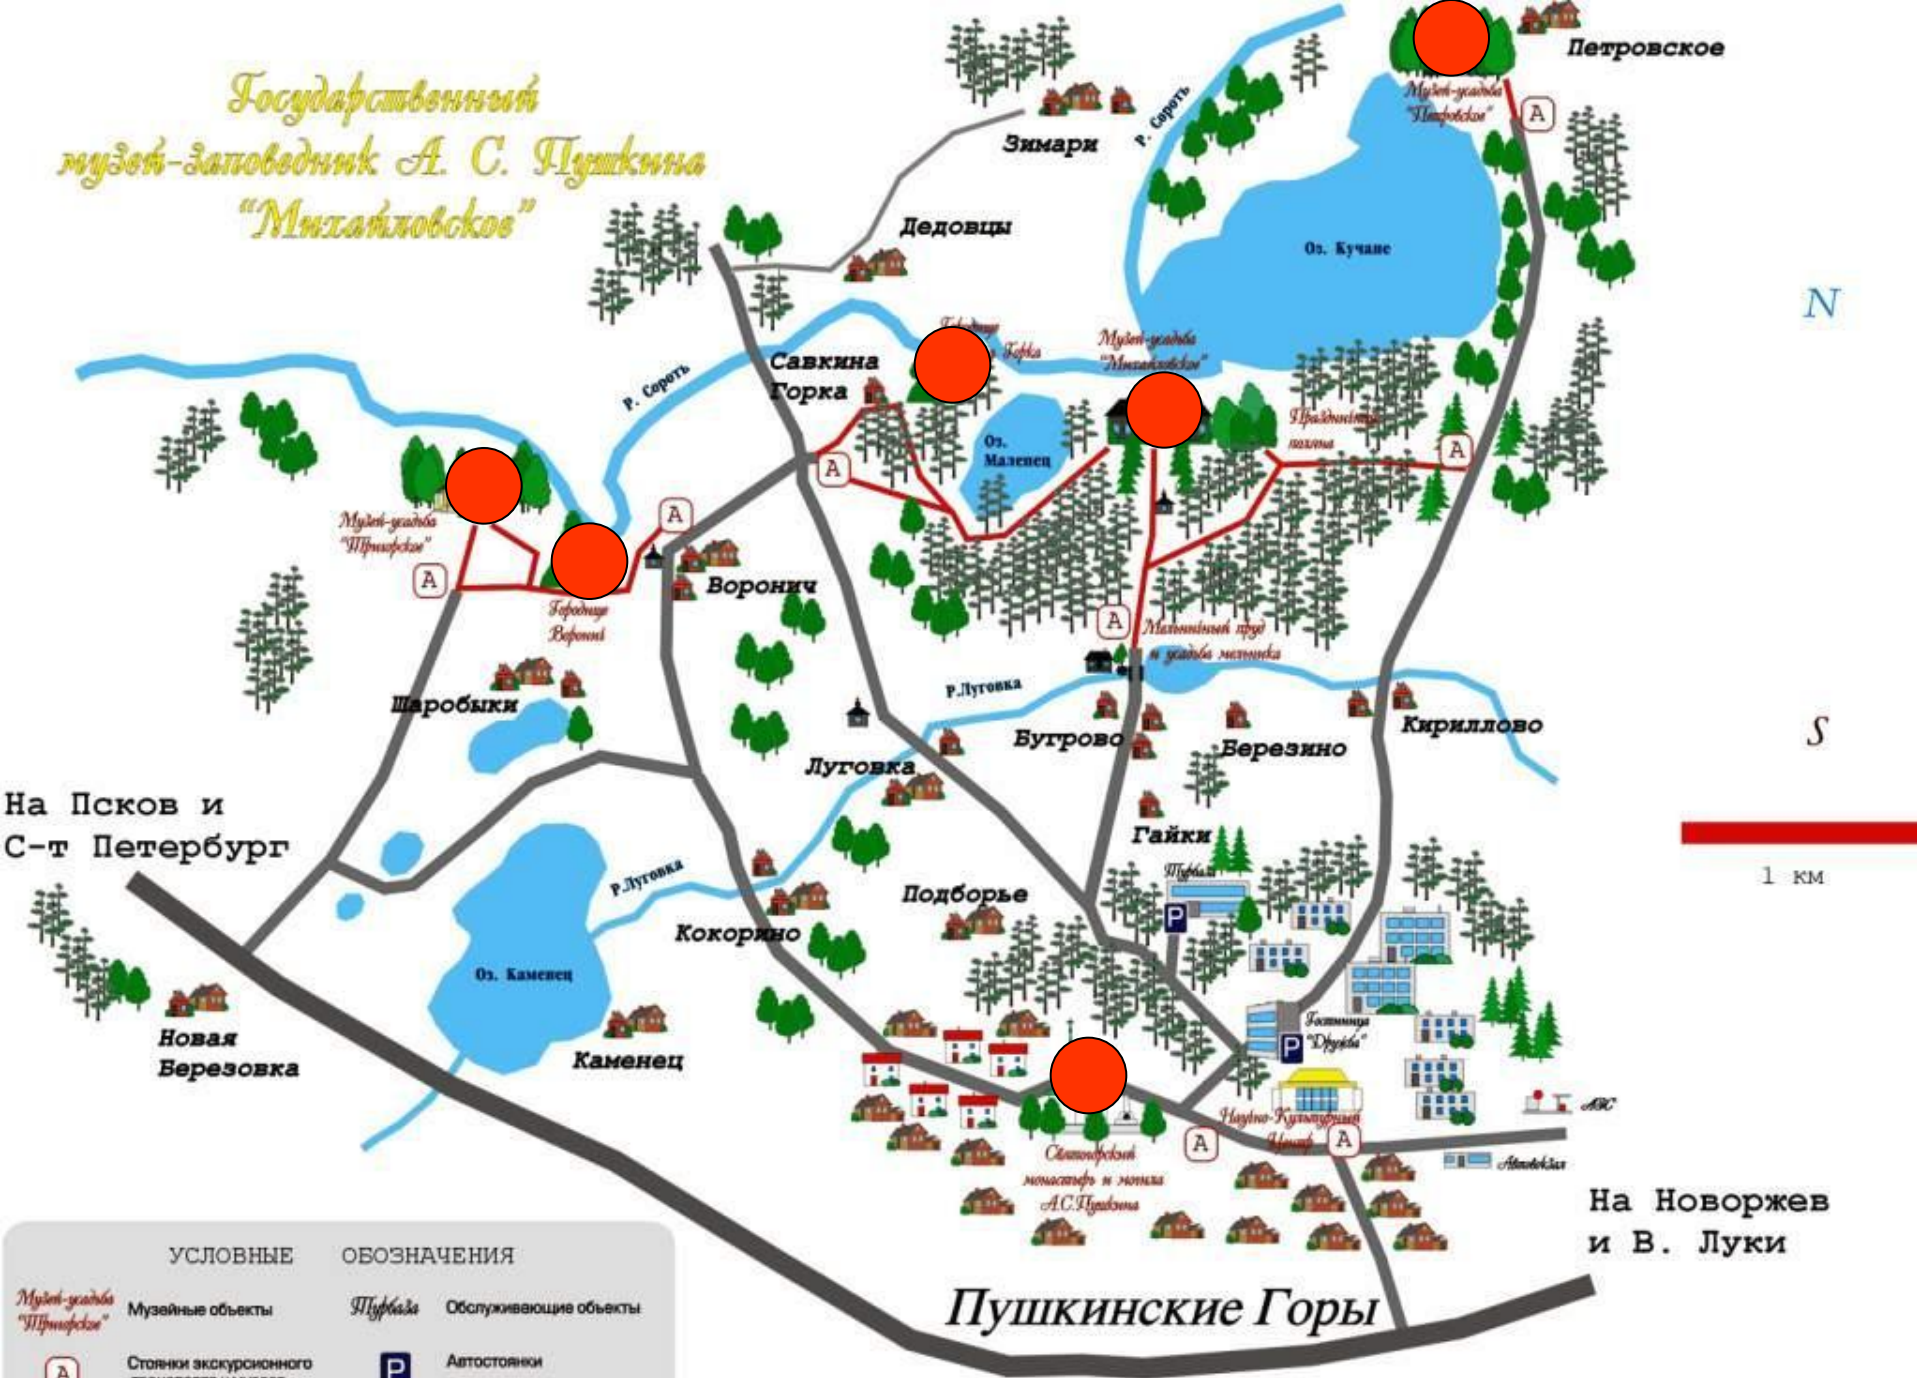 Государственный
музей-заповедник А. С. Пушкина
“Михайловское”
Петровское
Музей-усадьба
"Петровское"
А
Зимари
Р. Сороть
Дедовцы
Оз. Кучане
N
Городище
Горка
Музей-усадьба
"Михайловское"
Савкина
Горка
Р. Сороть
Оз.
Маленец
Праздничная
поляна
А
А
А
Музей-усадьба
"Тригорское"
А
Воронич
Городище
Воронич
А
Мельничный пруд
и усадьба мельника
Р.Луговка
Шаробыки
Бугрово
Березино
Кириллово
S
Луговка
На Псков и
С-т Петербург
Гайки
1 км
Турбаза
P
Р.Луговка
Подборье
Кокорино
Оз. Каменец
Новая
Березовка
Каменец
Гостиница
"Дружба"
P
АЗС
Научно-Культурный
Центр
А
А
Автовокзал
Святогорский
монастырь и могила
А.С.Пушкина
На Новоржев
и В. Луки
Пушкинские Горы
УСЛОВНЫЕ ОБОЗНАЧЕНИЯ
Музей-усадьба
"Тригорское"
Музейные объекты
Турбаза
Обслуживающие объекты
А
Стоянки экскурсионного
P
Автостоянки